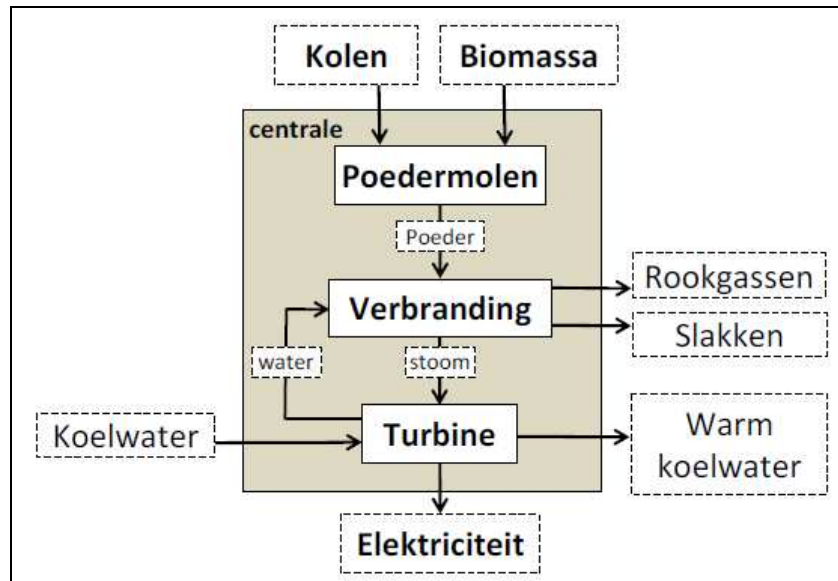 Kolen
Biomassa
centrale
Poedermolen
Poeder
Verbranding
Rookgassen
Slakken
water
stoom
Koelwater
Turbine
Warm
koelwater
Elektriciteit